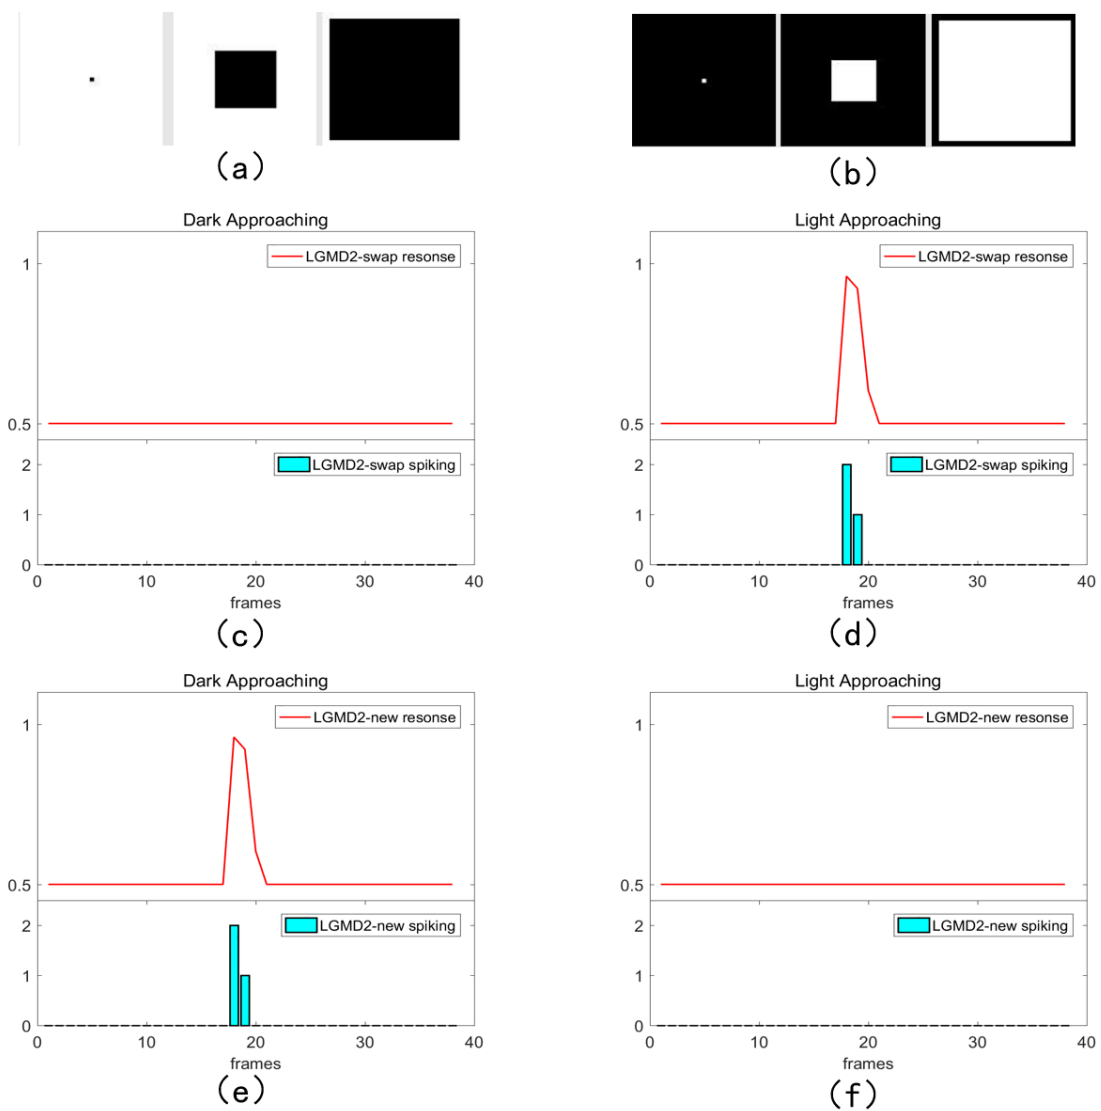 (a)
(b)
Dark Approaching
1
0.5
LGMD2-swap resonse
2
1
0
LGMD2-swap spiking
0 10 20 30 40
frames
(c)
Light Approaching
1
0.5
LGMD2-swap resonse
2
1
0
LGMD2-swap spiking
0 10 20 30 40
frames
(d)
Dark Approaching
1
0.5
LGMD2-new resonse
2
1
0
LGMD2-new spiking
0 10 20 30 40
frames
(e)
Light Approaching
1
0.5
LGMD2-new resonse
2
1
0
LGMD2-new spiking
0 10 20 30 40
frames
(f)